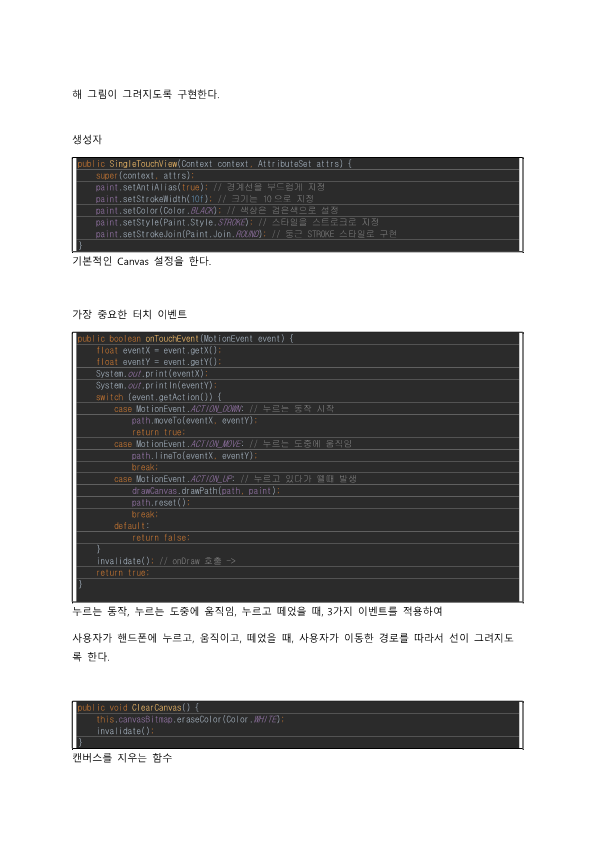 해 그림이 그려지도록 구현한다.
생성자
public SingleTouchView(Context context, AttributeSet attrs) {
super(context, attrs);
paint.setAntiAlias(true); // 경계선을 부드럽게 지정
paint.setStrokeWidth(10f); // 크기는 10으로 지정
paint.setColor(Color.BLACK); // 색상은 검은색으로 설정
paint.setStyle(Paint.Style.STROKE); // 스타일을 스트로크로 지정
paint.setStrokeJoin(Paint.Join.ROUND); // 둥근 STROKE 스타일로 구현
}
기본적인 Canvas 설정을 한다.
가장 중요한 터치 이벤트
public boolean onTouchEvent(MotionEvent event) {
float eventX = event.getX();
float eventY = event.getY();
System.out.print(eventX);
System.out.println(eventY);
switch (event.getAction()) {
case MotionEvent.ACTION_DOWN: // 누르는 동작 시작
path.moveTo(eventX, eventY);
return true;
case MotionEvent.ACTION_MOVE: // 누르는 도중에 움직임
path.lineTo(eventX, eventY);
break;
case MotionEvent.ACTION_UP: // 누르고 있다가 뗄때 발생
drawCanvas.drawPath(path, paint);
path.reset();
break;
default:
return false;
}
invalidate(); // onDraw 호출 ->
return true;
}
누르는 동작, 누르는 도중에 움직임, 누르고 떼었을 때, 3가지 이벤트를 적용하여
사용자가 핸드폰에 누르고, 움직이고, 떼었을 때, 사용자가 이동한 경로를 따라서 선이 그려지도
록 한다.
public void ClearCanvas() {
this.canvasBitmap.eraseColor(Color.WHITE);
invalidate();
}
캔버스를 지우는 함수